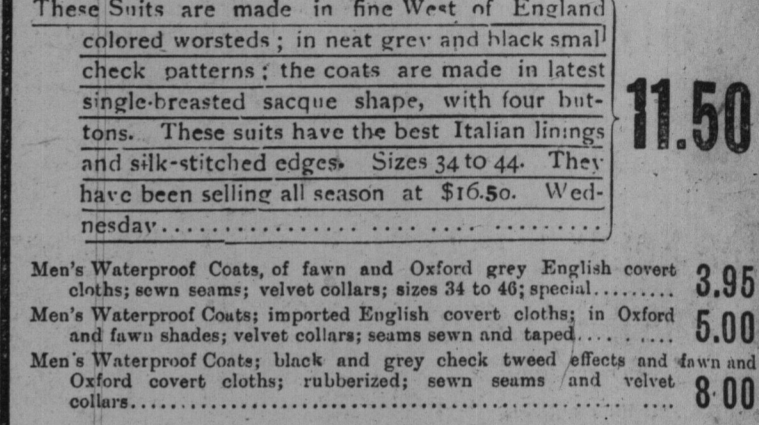 These Suits are made in fine West of England
colored worsteds; in neat grey and black small
check patterns; the coats are made in latest
single-breasted sacque shape, with four but-
tons. These suits have the best Italian linings
and silk-stitched edges. Sizes 34 to 44. They
have been selling all season at $16.50. Wed-
nesday.......................................
11.50
Men's Waterproof Coats, of fawn and Oxford grey English covert
cloths; sewn seams; velvet collars; sizes 34 to 46; special......... 3.95
Men's Waterproof Coats; imported English covert cloths; in Oxford
and fawn shades; velvet collars; seams sewn and taped.......... 5.00
Men's Waterproof Coats; black and grey check tweed effects and fawn and
Oxford covert cloths; rubberized; sewn seams and velvet
collars.................................................. 8.00